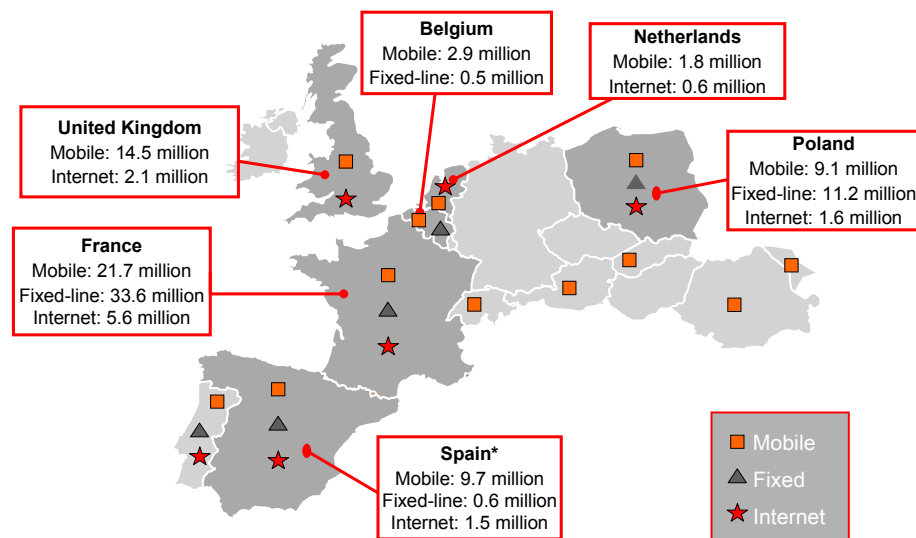 Belgium
Mobile: 2.9 million
Fixed-line: 0.5 million
Netherlands
Mobile: 1.8 million
Internet: 0.6 million
United Kingdom
Mobile: 14.5 million
Internet: 2.1 million
Poland
Mobile: 9.1 million
Fixed-line: 11.2 million
Internet: 1.6 million
France
Mobile: 21.7 million
Fixed-line: 33.6 million
Internet: 5.6 million
Spain*
Mobile: 9.7 million
Fixed-line: 0.6 million
Internet: 1.5 million
Mobile
Fixed
Internet